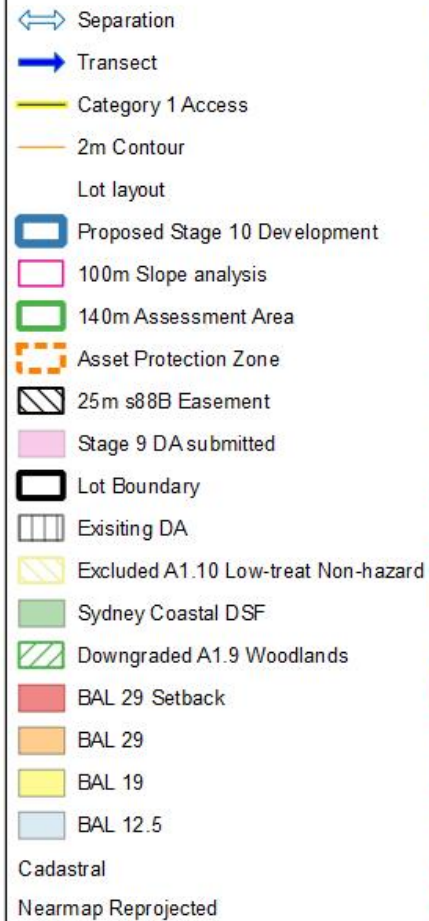 Separation
Transect
Category 1 Access
2m Contour
Lot layout
Proposed Stage 10 Development
100m Slope analysis
140m Assessment Area
Asset Protection Zone
25m s88B Easement
Stage 9 DA submitted
Lot Boundary
Exisiting DA
Excluded A1.10 Low-treat Non-hazard
Sydney Coastal DSF
Downgraded A1.9 Woodlands
BAL 29 Setback
BAL 29
BAL 19
BAL 12.5
Cadastral
Nearmap Reprojected